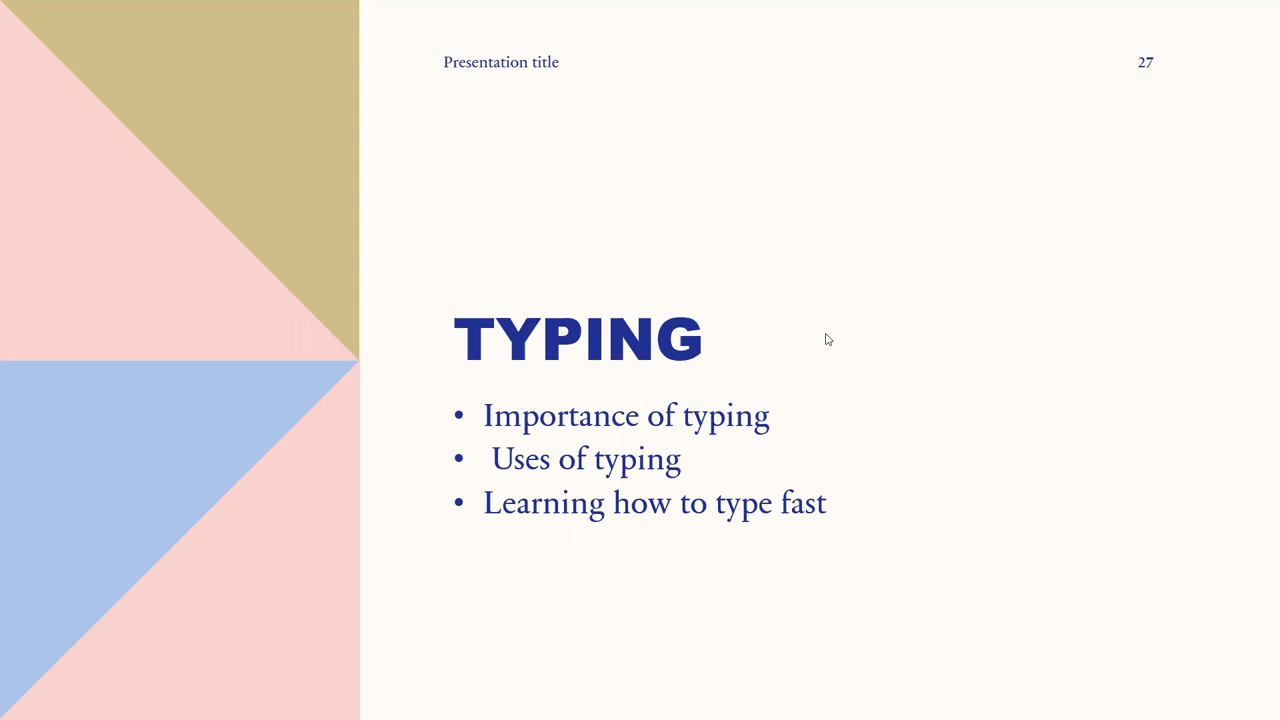 Presentation title
27
TYPING
• Importance of typing
• Uses of typing
• Learning how to type fast